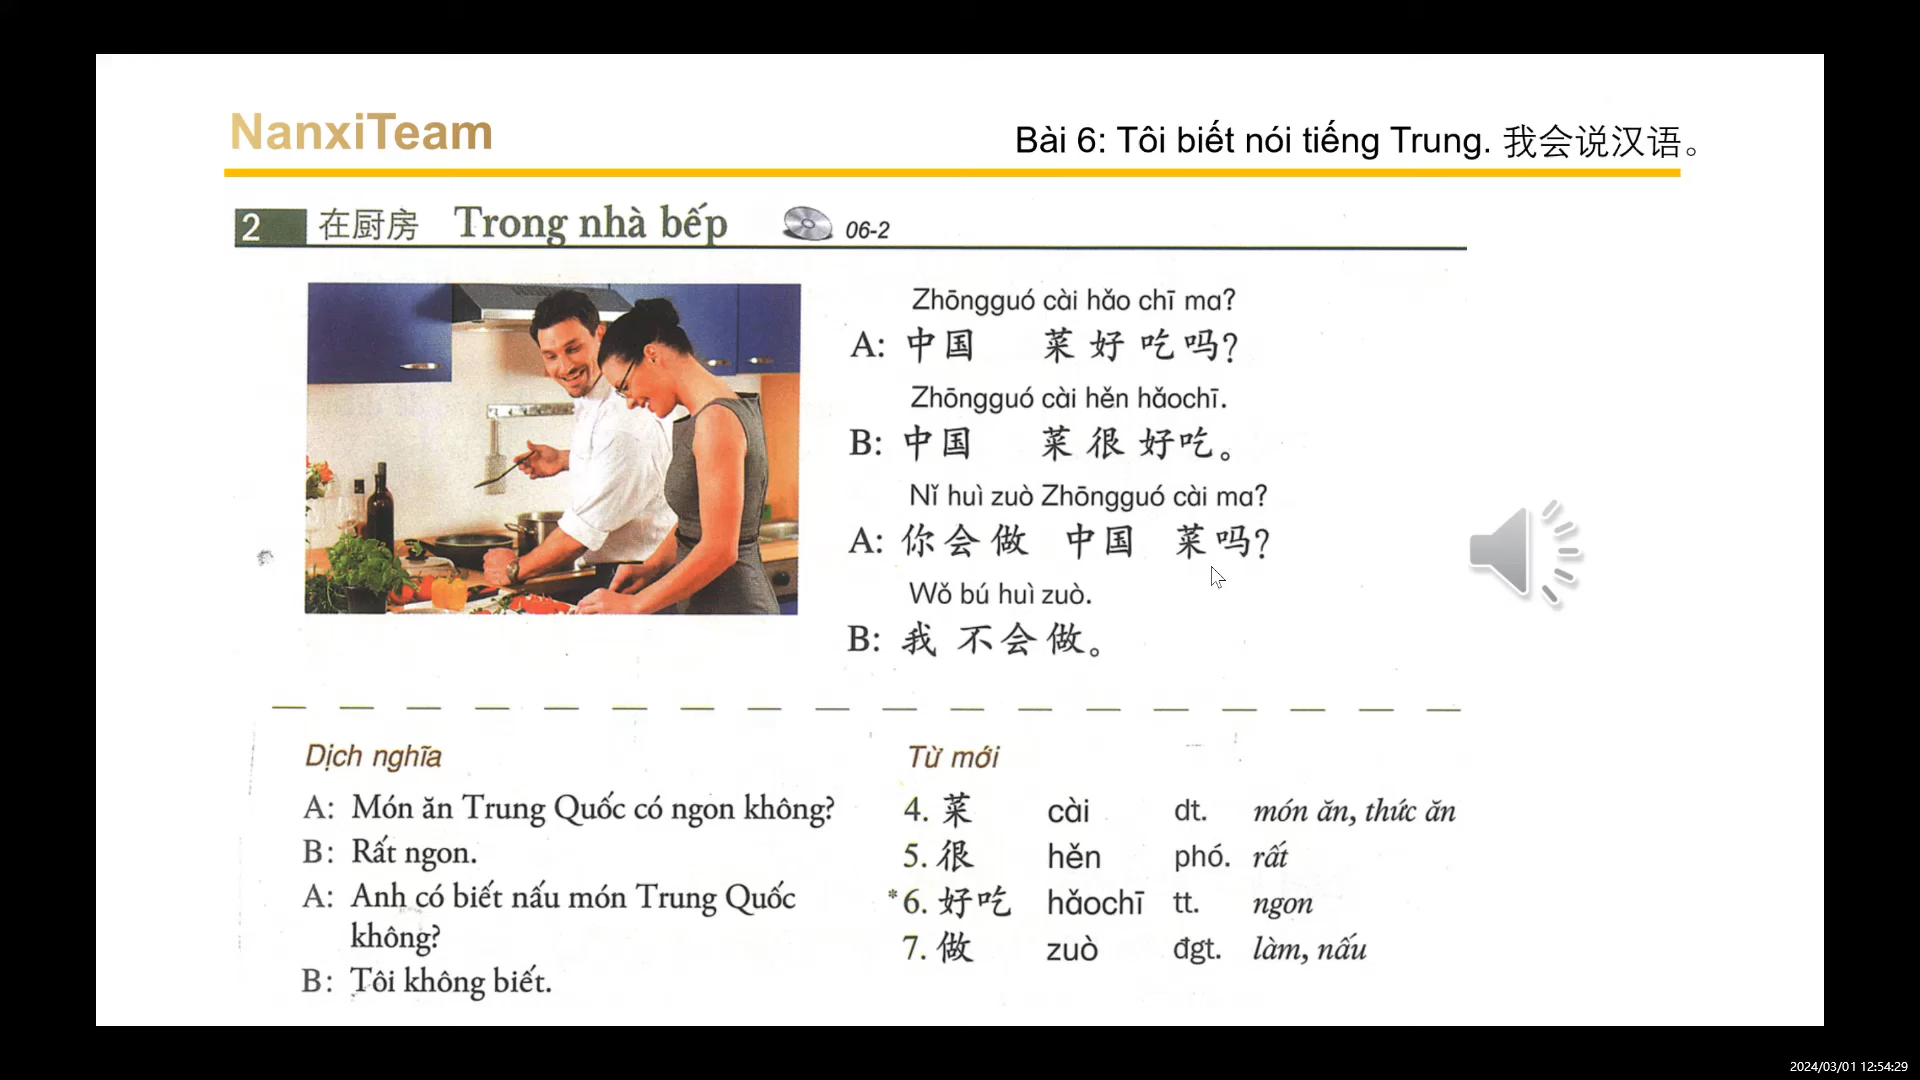 NanxiTeam
Bài 6: Tôi biết nói tiếng Trung. 我会说汉语。
2 在厨房 Trong nhà bếp 06-2
Zhōngguó cài hǎo chī ma?
A: 中国 菜 好 吃 吗?
Zhōngguó cài hěn hǎochī.
B: 中国 菜 很 好吃。
Nǐ huì zuò Zhōngguó cài ma?
A: 你 会 做 中国 菜 吗?
Wǒ bú huì zuò.
B: 我 不 会 做。
Dịch nghĩa
A: Món ăn Trung Quốc có ngon không?
B: Rất ngon.
A: Anh có biết nấu món Trung Quốc
không?
B: Tôi không biết.
Từ mới
4. 菜 cài dt. món ăn, thức ăn
5. 很 hěn phó. rất
*6. 好吃 hǎochī tt. ngon
7. 做 zuò đgt. làm, nấu
2024/03/01 12:54:29